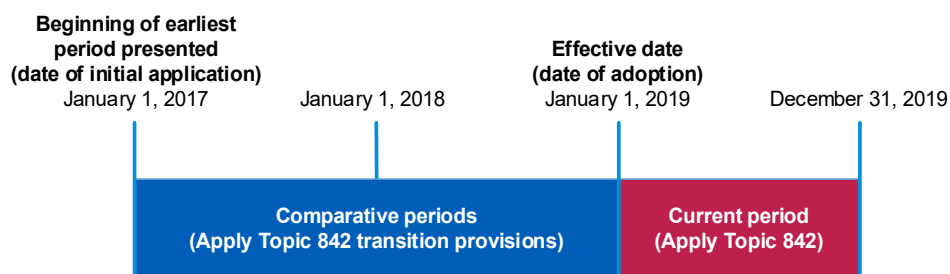 Beginning of earliest
period presented
(date of initial application)
January 1, 2017
January 1, 2018
Effective date
(date of adoption)
January 1, 2019
December 31, 2019
Comparative periods
(Apply Topic 842 transition provisions)
Current period
(Apply Topic 842)